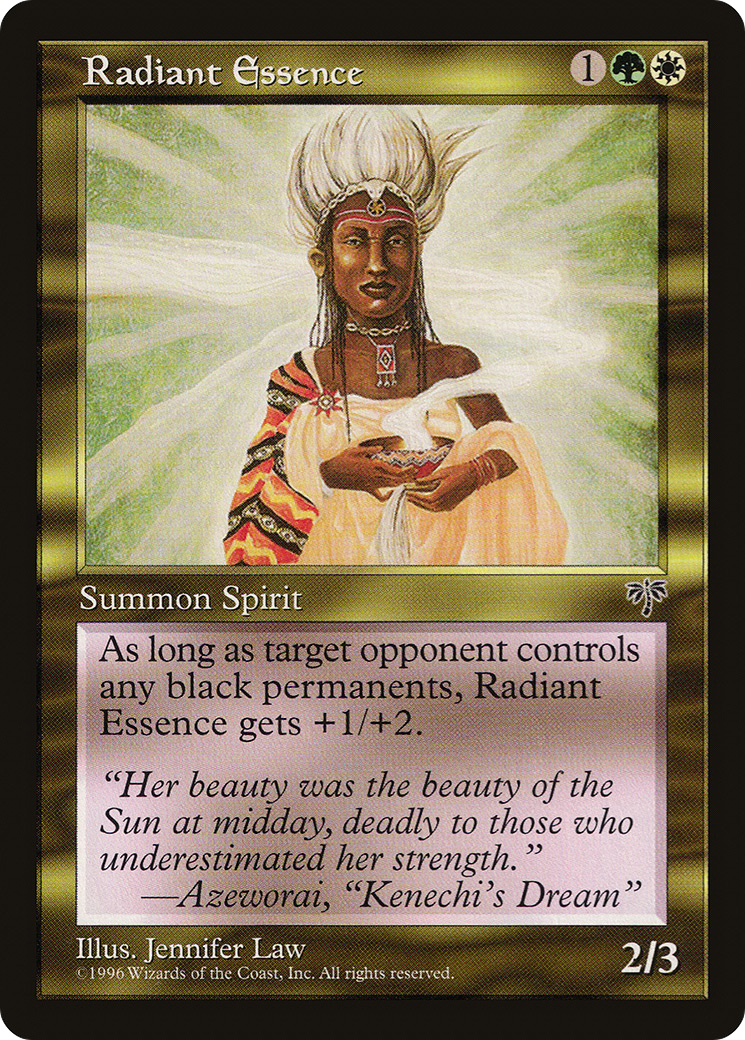 Radiant Essence 1
Summon Spirit
As long as target opponent controls
any black permanents, Radiant
Essence gets +1/+2.
“Her beauty was the beauty of the
Sun at midday, deadly to those who
underestimated her strength.”
—Azeworai, “Kenechi’s Dream”
Illus. Jennifer Law
©1996 Wizards of the Coast, Inc. All rights reserved.
2/3